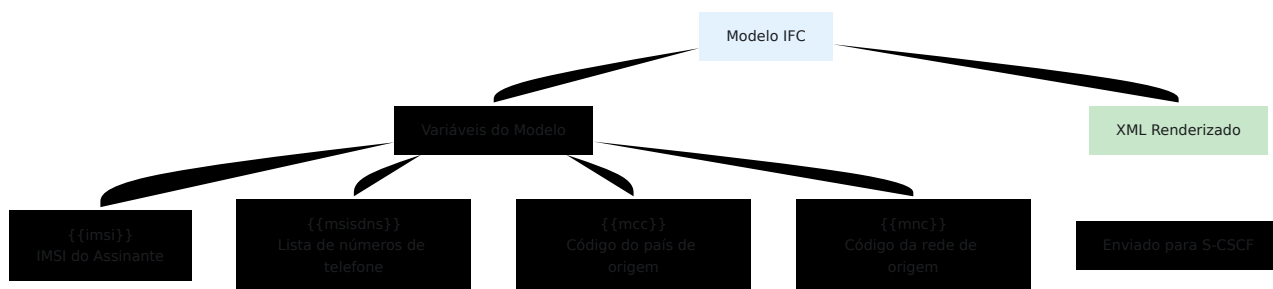 Modelo IFC
Variáveis do Modelo
XML Renderizado
{{imsi}}
IMSI do Assinante
{{msisdns}}
Lista de números de
telefone
{{mcc}}
Código do país de
origem
{{mnc}}
Código da rede de
origem
Enviado para S-CSCF